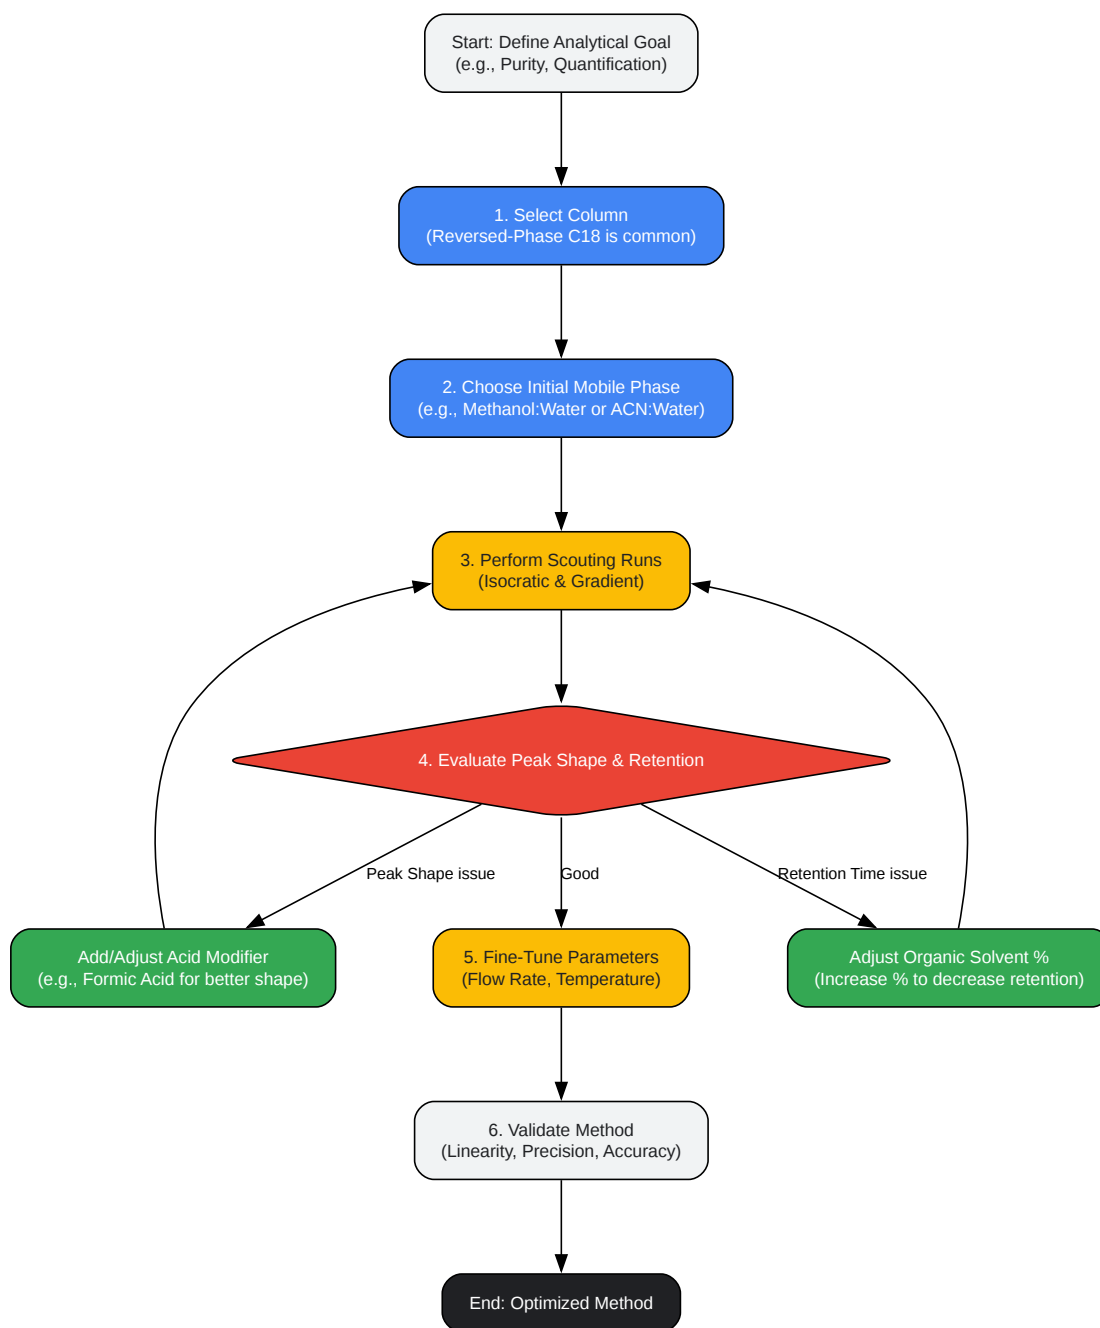 Start: Define Analytical Goal
(e.g., Purity, Quantification)
1. Select Column
(Reversed-Phase C18 is common)
2. Choose Initial Mobile Phase
(e.g., Methanol:Water or ACN:Water)
3. Perform Scouting Runs
(Isocratic & Gradient)
4. Evaluate Peak Shape & Retention
Peak Shape issue
Good
Retention Time issue
Add/Adjust Acid Modifier
(e.g., Formic Acid for better shape)
5. Fine-Tune Parameters
(Flow Rate, Temperature)
Adjust Organic Solvent %
(Increase % to decrease retention)
6. Validate Method
(Linearity, Precision, Accuracy)
End: Optimized Method